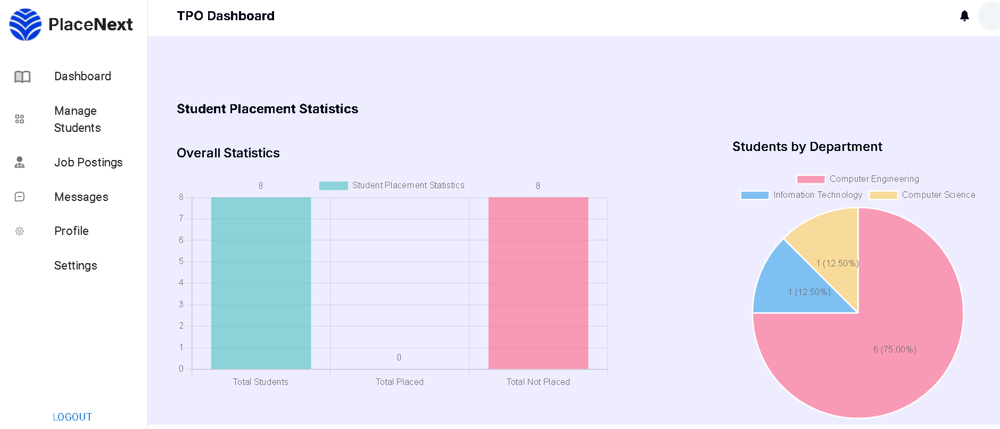 PlaceNext
Dashboard
Manage
Students
Job Postings
Messages
Profile
Settings
LOGOUT
TPO Dashboard
Student Placement Statistics
Overall Statistics
8
Student Placement Statistics
8
8
7
6
5
4
3
2
1
0
0
Total Students
Total Placed
Total Not Placed
Students by Department
Computer Engineering
Infomation Technology
Computer Science
1 (12.50%)
1 (12.50%)
6 (75.00%)